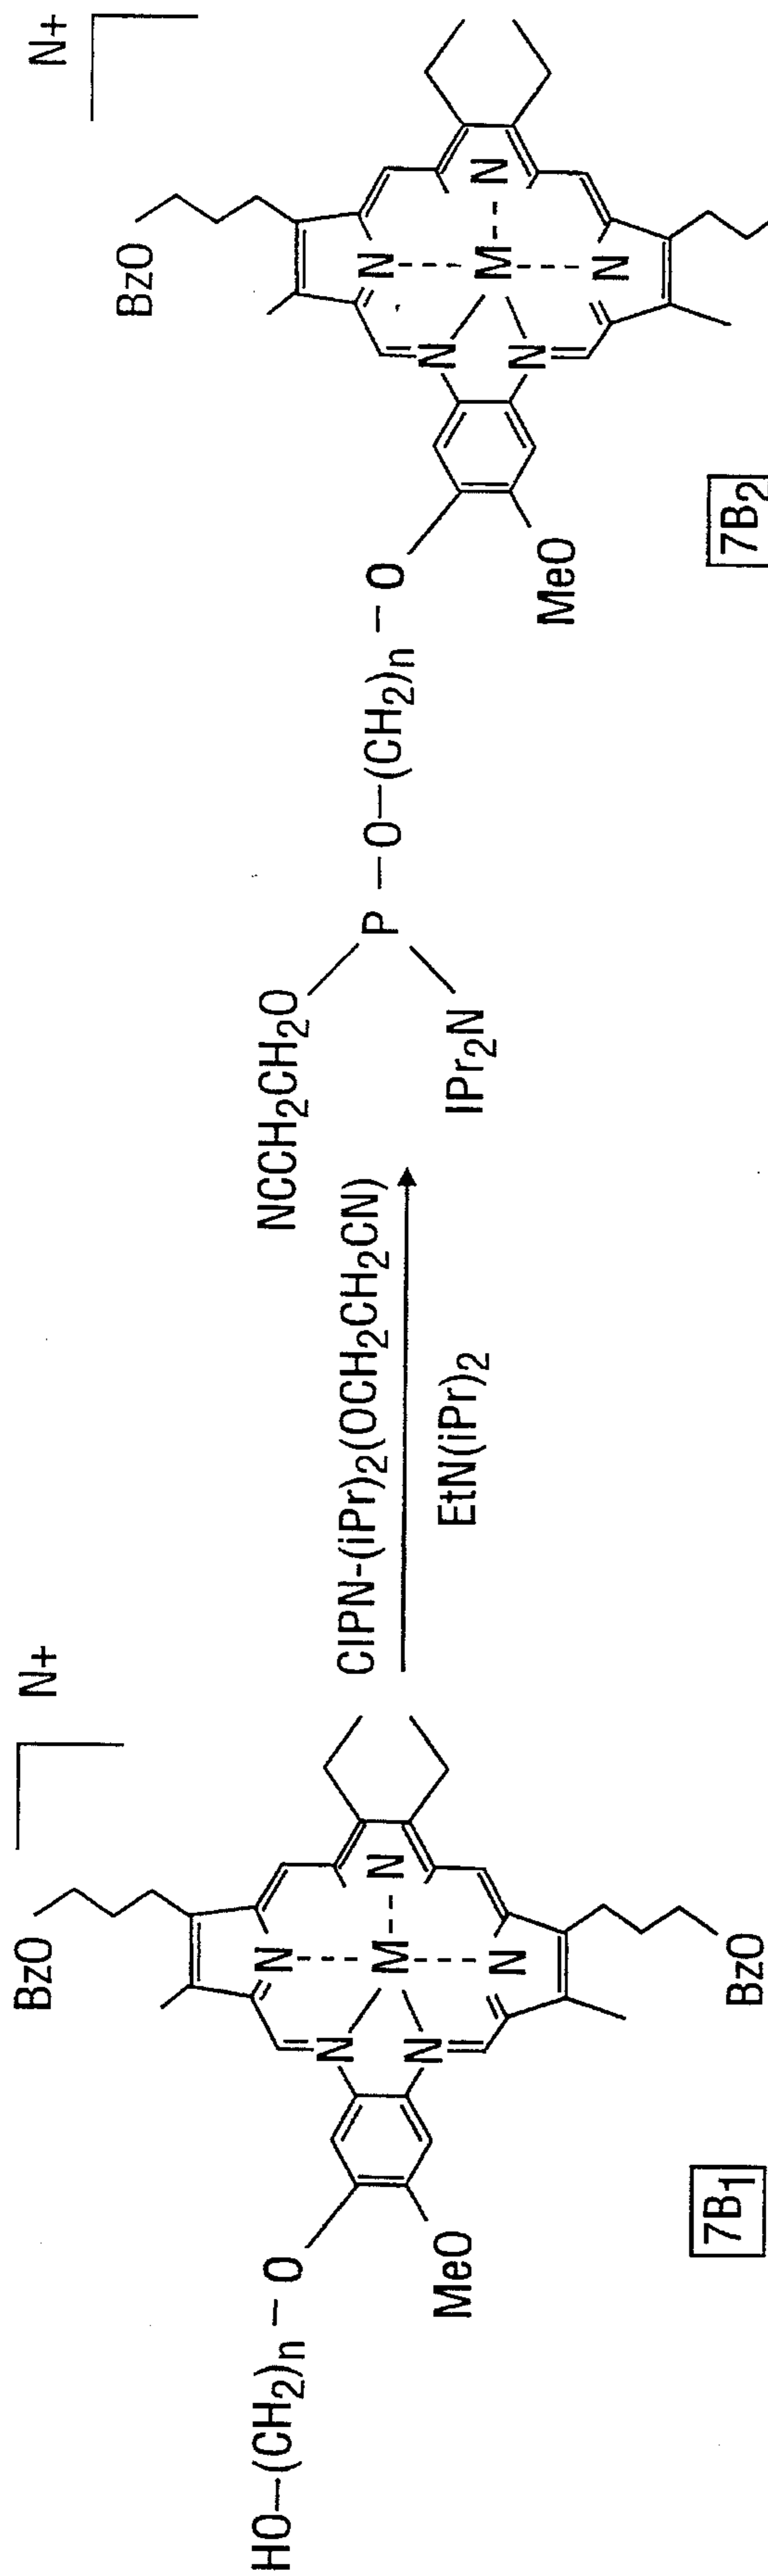 HO—(CH2)n — O
MeO
BzO
N
N
N
N
N
M
BzO
N+
7B1
ClPN-(iPr)2(OCH2CH2CN)
EtN(iPr)2
NCCH2CH2O
P — O—(CH2)n — O
IPr2N
MeO
BzO
N
N
N
N
N
M
N+
7B2